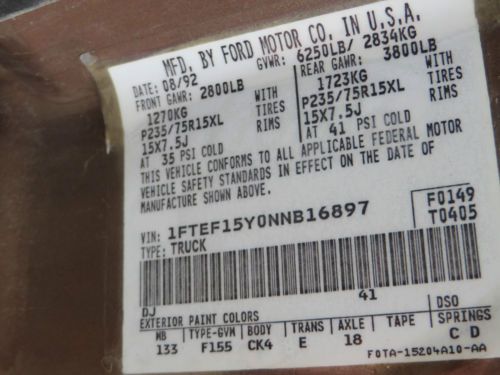 MFD. BY FORD MOTOR CO. IN U.S.A.
DATE: 08/92 GVWR: 6250LB/ 2834KG
FRONT GAWR: 2800LB REAR GAWR: 3800LB
1270KG WITH 1723KG WITH
P235/75R15XL TIRES P235/75R15XL TIRES
15X7.5J RIMS 15X7.5J RIMS
AT 35 PSI COLD AT 41 PSI COLD
THIS VEHICLE CONFORMS TO ALL APPLICABLE FEDERAL MOTOR
VEHICLE SAFETY STANDARDS IN EFFECT ON THE DATE OF
MANUFACTURE SHOWN ABOVE.
VIN: 1FTEF15Y0NNB16897 F0149
TYPE: TRUCK T0405
DJ 41
EXTERIOR PAINT COLORS DSO
WB TYPE-GVM BODY TRANS AXLE TAPE SPRINGS
133 F155 CK4 E 18 C D
F0TA-15204A10-AA